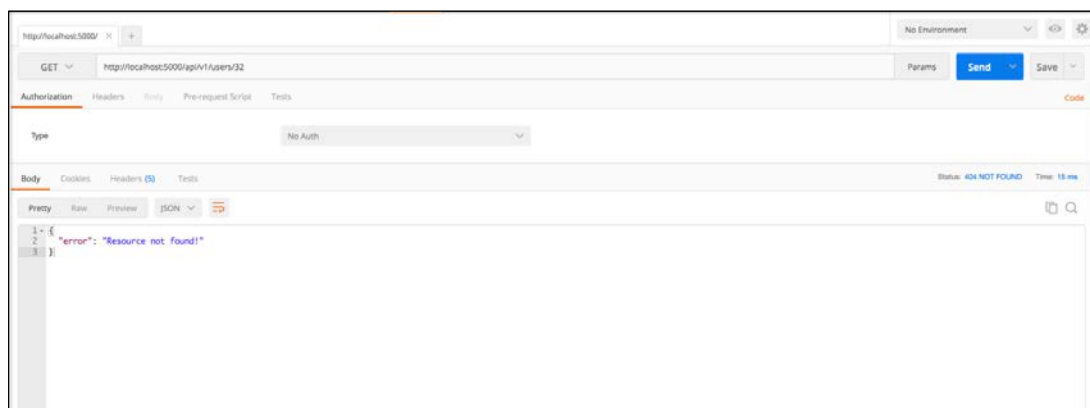 http://localhost:5000/
No Environment
GET http://localhost:5000/api/v1/users/32 Params Send Save
Authorization Headers Body Pre-request Script Tests Code
Type No Auth
Body Cookies Headers (5) Tests Status: 404 NOT FOUND Time: 18 ms
Pretty Raw Preview JSON
1 {
2 "error": "Resource not found!"
3 }